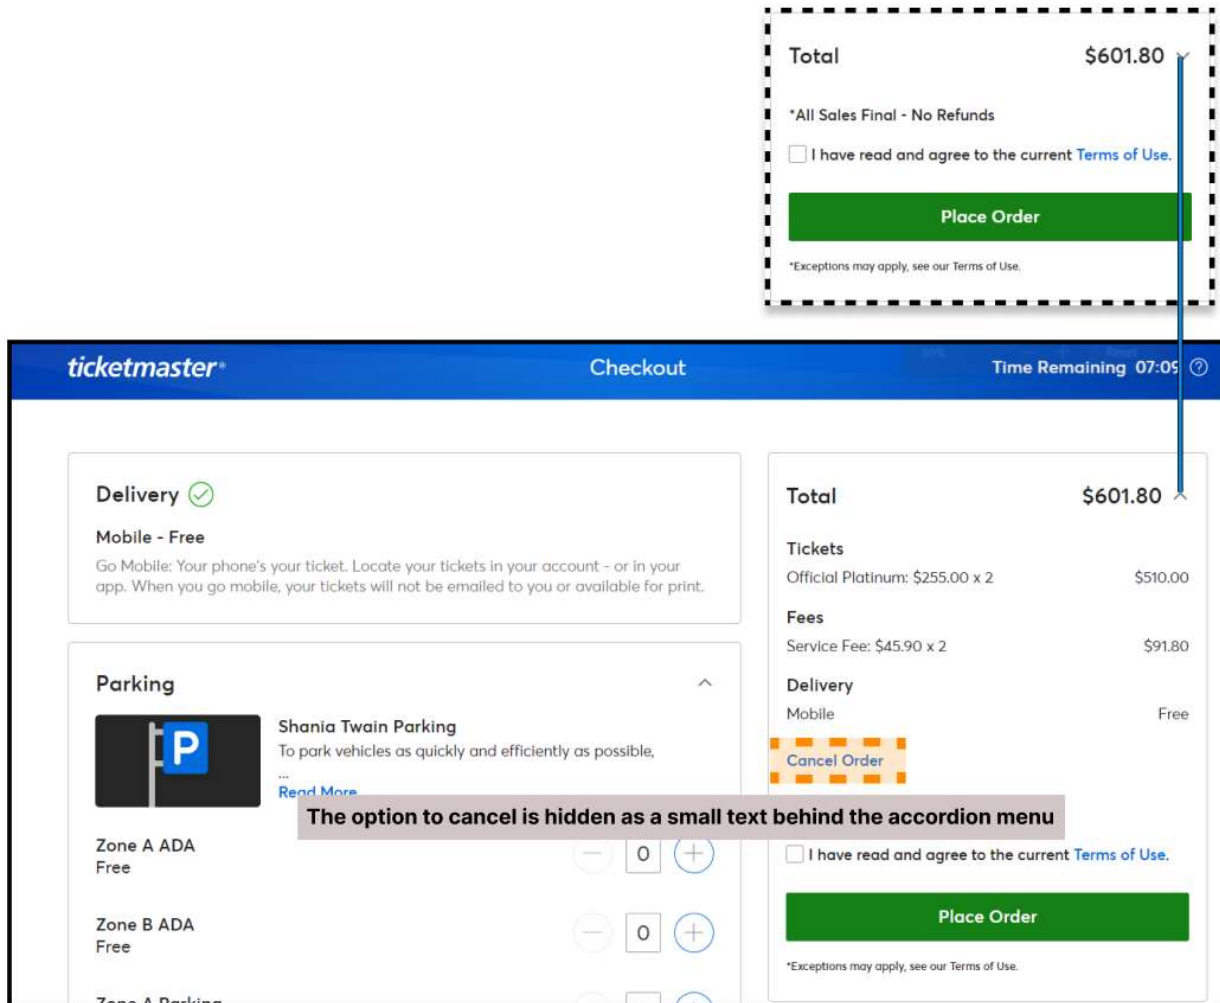 Total $601.80
*All Sales Final - No Refunds
I have read and agree to the current Terms of Use.
Place Order
*Exceptions may apply, see our Terms of Use.
ticketmaster®
Checkout
Time Remaining 07:09
Delivery
Mobile - Free
Go Mobile: Your phone's your ticket. Locate your tickets in your account - or in your
app. When you go mobile, your tickets will not be emailed to you or available for print.
Parking
P
Shania Twain Parking
To park vehicles as quickly and efficiently as possible,
...
Read More
Zone A ADA
Free
0
Zone B ADA
Free
0
Zone A Parking
Total $601.80
Tickets
Official Platinum: $255.00 x 2 $510.00
Fees
Service Fee: $45.90 x 2 $91.80
Delivery
Mobile Free
Cancel Order
The option to cancel is hidden as a small text behind the accordion menu
I have read and agree to the current Terms of Use.
Place Order
*Exceptions may apply, see our Terms of Use.